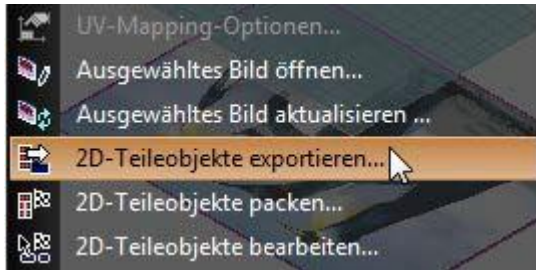 UV-Mapping-Optionen...
Ausgewähltes Bild öffnen...
Ausgewähltes Bild aktualisieren ...
2D-Teileobjekte exportieren...
2D-Teileobjekte packen...
2D-Teileobjekte bearbeiten...